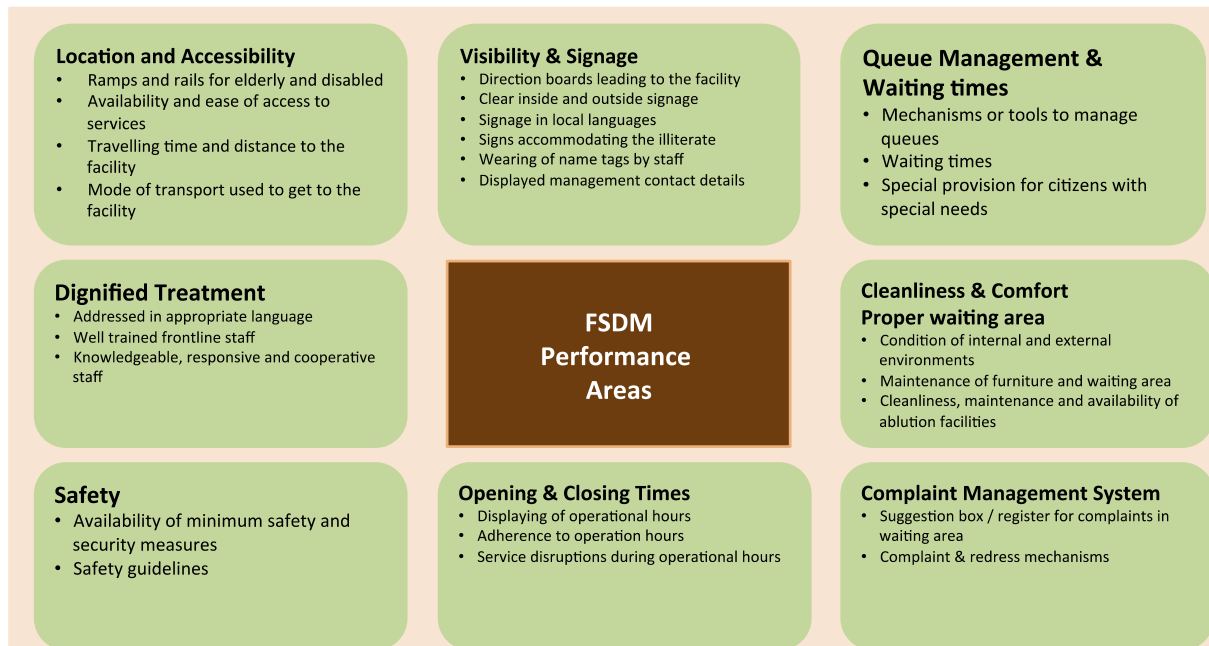 Location and Accessibility
• Ramps and rails for elderly and disabled
• Availability and ease of access to
services
• Travelling time and distance to the
facility
• Mode of transport used to get to the
facility
Visibility & Signage
• Direction boards leading to the facility
• Clear inside and outside signage
• Signage in local languages
• Signs accommodating the illiterate
• Wearing of name tags by staff
• Displayed management contact details
Queue Management &
Waiting times
• Mechanisms or tools to manage
queues
• Waiting times
• Special provision for citizens with
special needs
Dignified Treatment
• Addressed in appropriate language
• Well trained frontline staff
• Knowledgeable, responsive and cooperative
staff
FSDM
Performance
Areas
Cleanliness & Comfort
Proper waiting area
• Condition of internal and external
environments
• Maintenance of furniture and waiting area
• Cleanliness, maintenance and availability of
ablution facilities
Safety
• Availability of minimum safety and
security measures
• Safety guidelines
Opening & Closing Times
• Displaying of operational hours
• Adherence to operation hours
• Service disruptions during operational hours
Complaint Management System
• Suggestion box / register for complaints in
waiting area
• Complaint & redress mechanisms